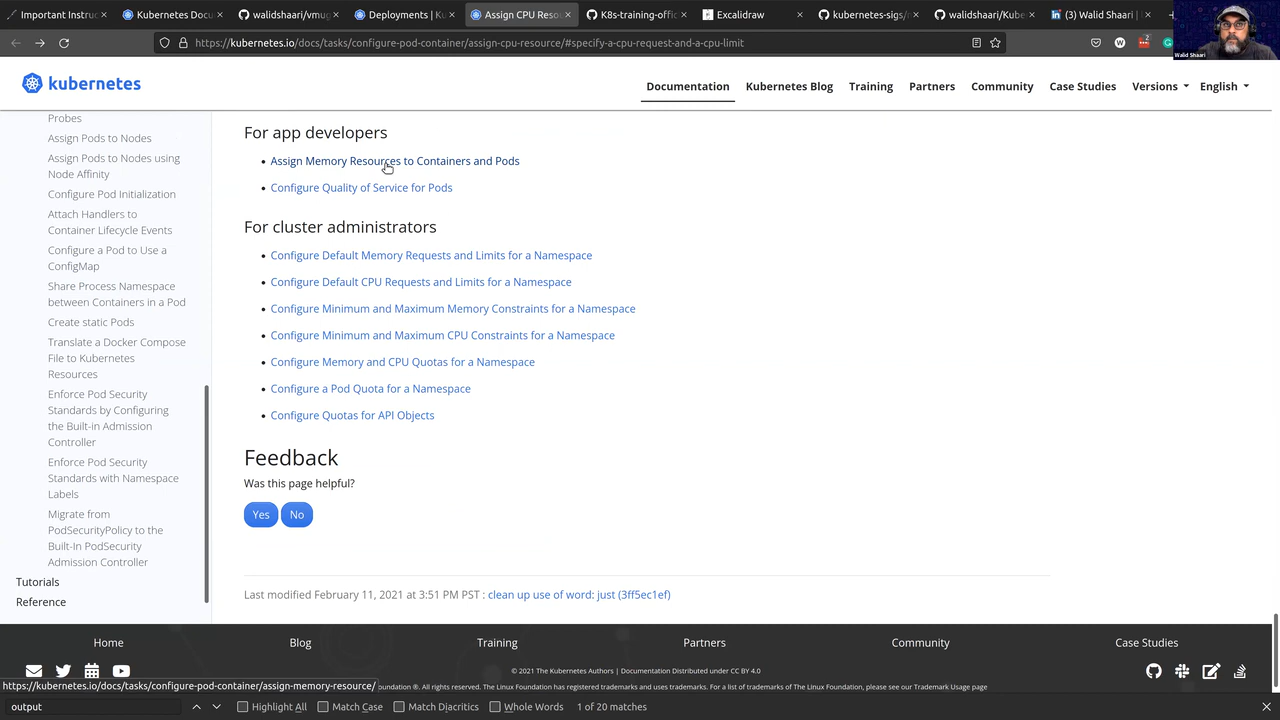 Important Instruc
Kubernetes Docu
walidshaari/vmug
Deployments | Ku
Assign CPU Reso
K8s-training-offic
Excalidraw
kubernetes-sigs/
walidshaari/Kube
(3) Walid Shaari |
https://kubernetes.io/docs/tasks/configure-pod-container/assign-cpu-resource/#specify-a-cpu-request-and-a-cpu-limit
Walid Shaari
kubernetes
Documentation
Kubernetes Blog
Training
Partners
Community
Case Studies
Versions
English
Probes
Assign Pods to Nodes
Assign Pods to Nodes using
Node Affinity
Configure Pod Initialization
Attach Handlers to
Container Lifecycle Events
Configure a Pod to Use a
ConfigMap
Share Process Namespace
between Containers in a Pod
Create static Pods
Translate a Docker Compose
File to Kubernetes
Resources
Enforce Pod Security
Standards by Configuring
the Built-in Admission
Controller
Enforce Pod Security
Standards with Namespace
Labels
Migrate from
PodSecurityPolicy to the
Built-In PodSecurity
Admission Controller
Tutorials
Reference
For app developers
Assign Memory Resources to Containers and Pods
Configure Quality of Service for Pods
For cluster administrators
Configure Default Memory Requests and Limits for a Namespace
Configure Default CPU Requests and Limits for a Namespace
Configure Minimum and Maximum Memory Constraints for a Namespace
Configure Minimum and Maximum CPU Constraints for a Namespace
Configure Memory and CPU Quotas for a Namespace
Configure a Pod Quota for a Namespace
Configure Quotas for API Objects
Feedback
Was this page helpful?
Yes
No
Last modified February 11, 2021 at 3:51 PM PST : clean up use of word: just (3ff5ec1ef)
Home
Blog
Training
Partners
Community
Case Studies
© 2021 The Kubernetes Authors | Documentation Distributed under CC BY 4.0
https://kubernetes.io/docs/tasks/configure-pod-container/assign-memory-resource/
oundation ®. All rights reserved. The Linux Foundation has registered trademarks and uses trademarks. For a list of trademarks of The Linux Foundation, please see our Trademark Usage page
output
Highlight All
Match Case
Match Diacritics
Whole Words
1 of 20 matches